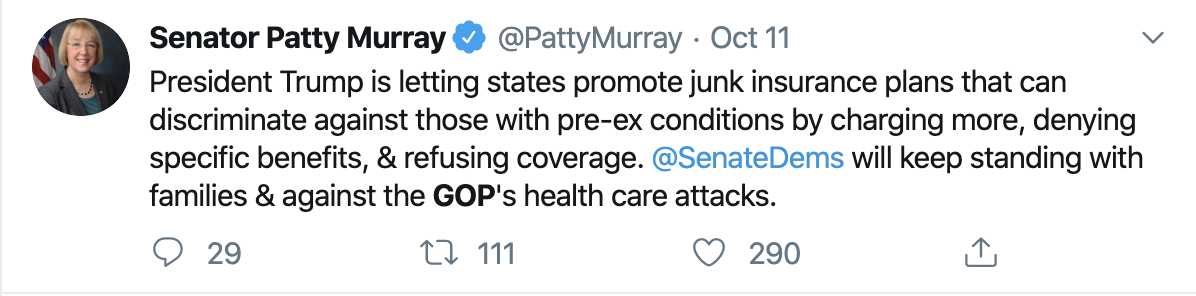 Senator Patty Murray @PattyMurray · Oct 11
President Trump is letting states promote junk insurance plans that can
discriminate against those with pre-ex conditions by charging more, denying
specific benefits, & refusing coverage. @SenateDems will keep standing with
families & against the GOP's health care attacks.
29 111 290